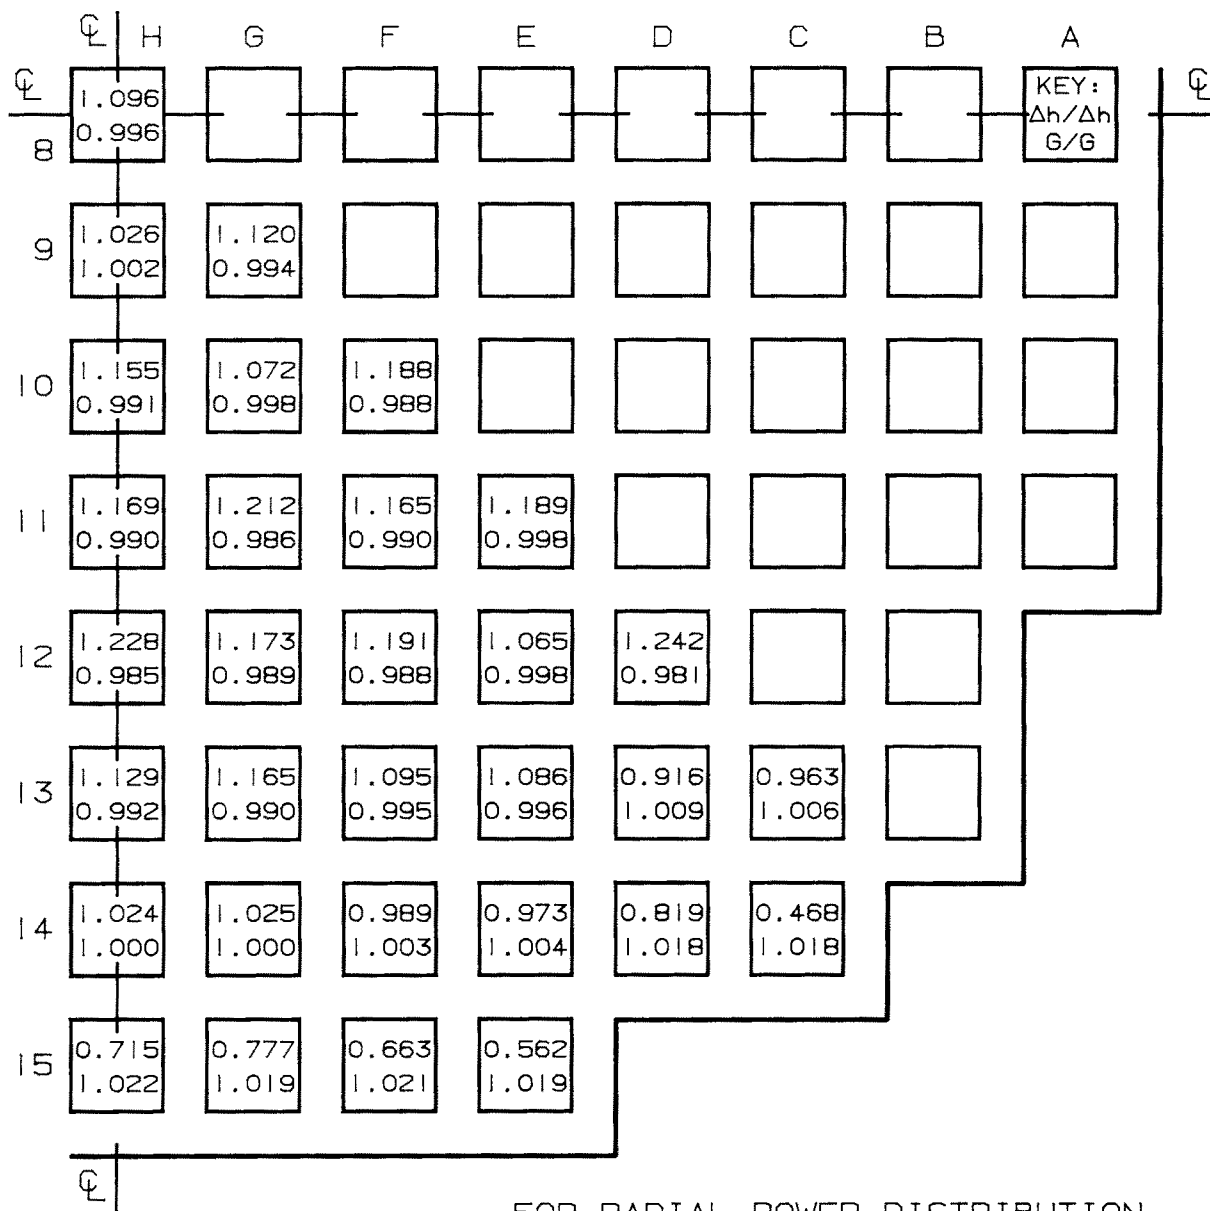 ℄ H G F E D C B A
℄ ℄
8
1.096
0.996
KEY:
Δh/Δh
G/G
9
1.026 1.120
1.002 0.994
10
1.155 1.072 1.188
0.991 0.998 0.988
11
1.169 1.212 1.165 1.189
0.990 0.986 0.990 0.998
12
1.228 1.173 1.191 1.065 1.242
0.985 0.989 0.988 0.998 0.981
13
1.129 1.165 1.095 1.086 0.916 0.963
0.992 0.990 0.995 0.996 1.009 1.006
14
1.024 1.025 0.989 0.973 0.819 0.468
1.000 1.000 1.003 1.004 1.018 1.018
15
0.715 0.777 0.663 0.562
1.022 1.019 1.021 1.019
℄
FOR RADIAL POWER DISTRIBUTION